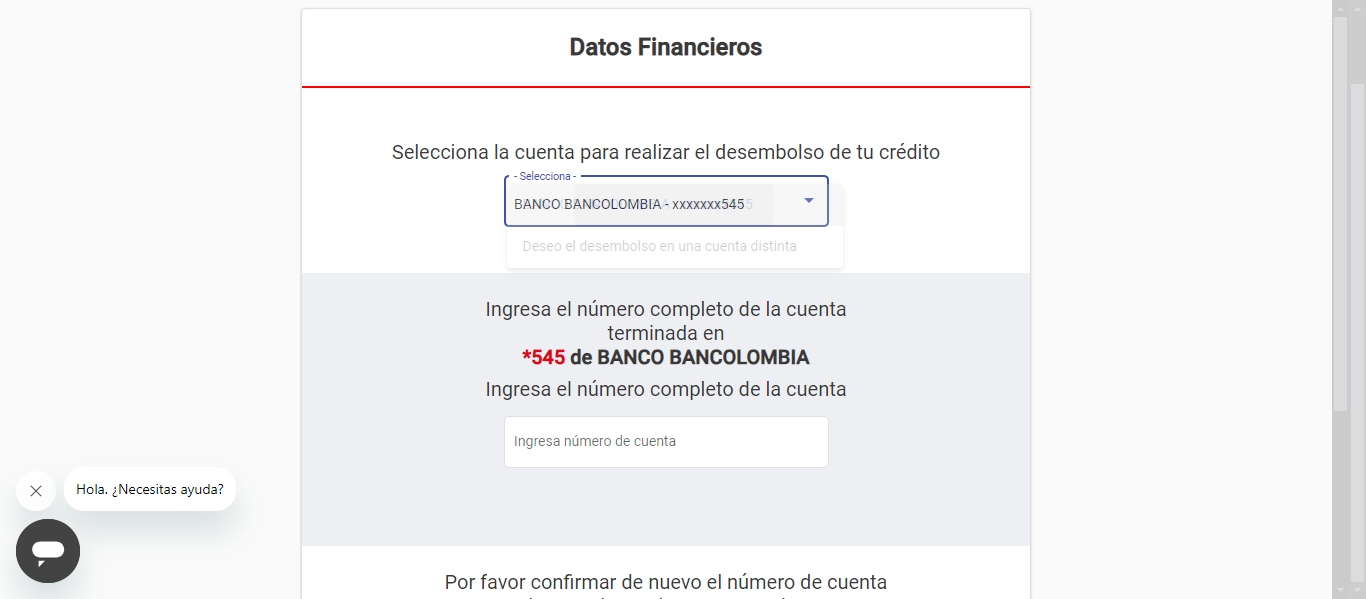 Datos Financieros
Selecciona la cuenta para realizar el desembolso de tu crédito
- Selecciona -
BANCO BANCOLOMBIA - xxxxxxx545
Deseo el desembolso en una cuenta distinta
Ingresa el número completo de la cuenta
terminada en
*545 de BANCO BANCOLOMBIA
Ingresa el número completo de la cuenta
Ingresa número de cuenta
Hola. ¿Necesitas ayuda?
Por favor confirmar de nuevo el número de cuenta